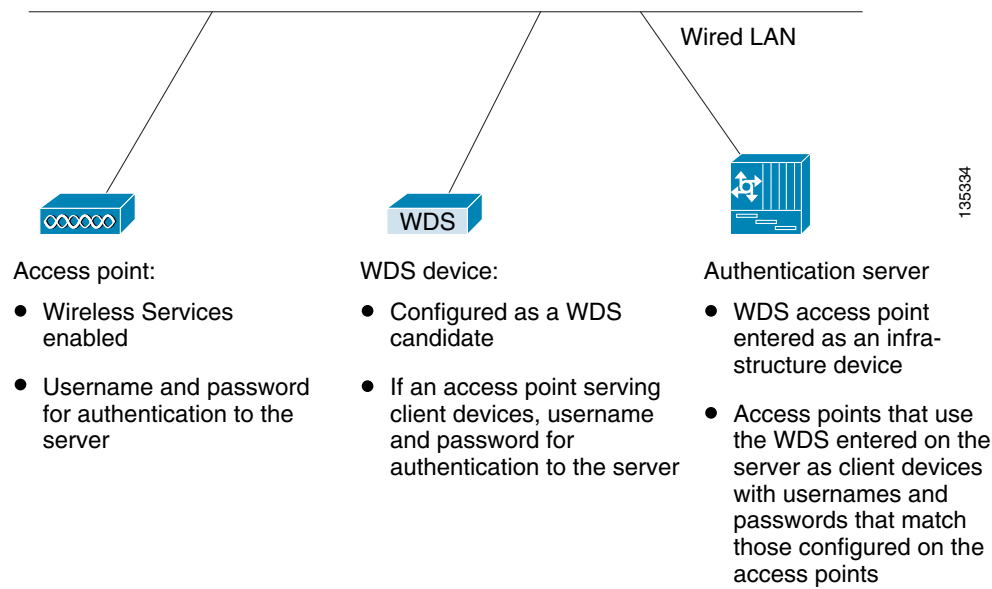 Wired LAN
135334
WDS
Access point:
• Wireless Services
enabled
• Username and password
for authentication to the
server
WDS device:
• Configured as a WDS
candidate
• If an access point serving
client devices, username
and password for
authentication to the server
Authentication server
• WDS access point
entered as an infra-
structure device
• Access points that use
the WDS entered on the
server as client devices
with usernames and
passwords that match
those configured on the
access points